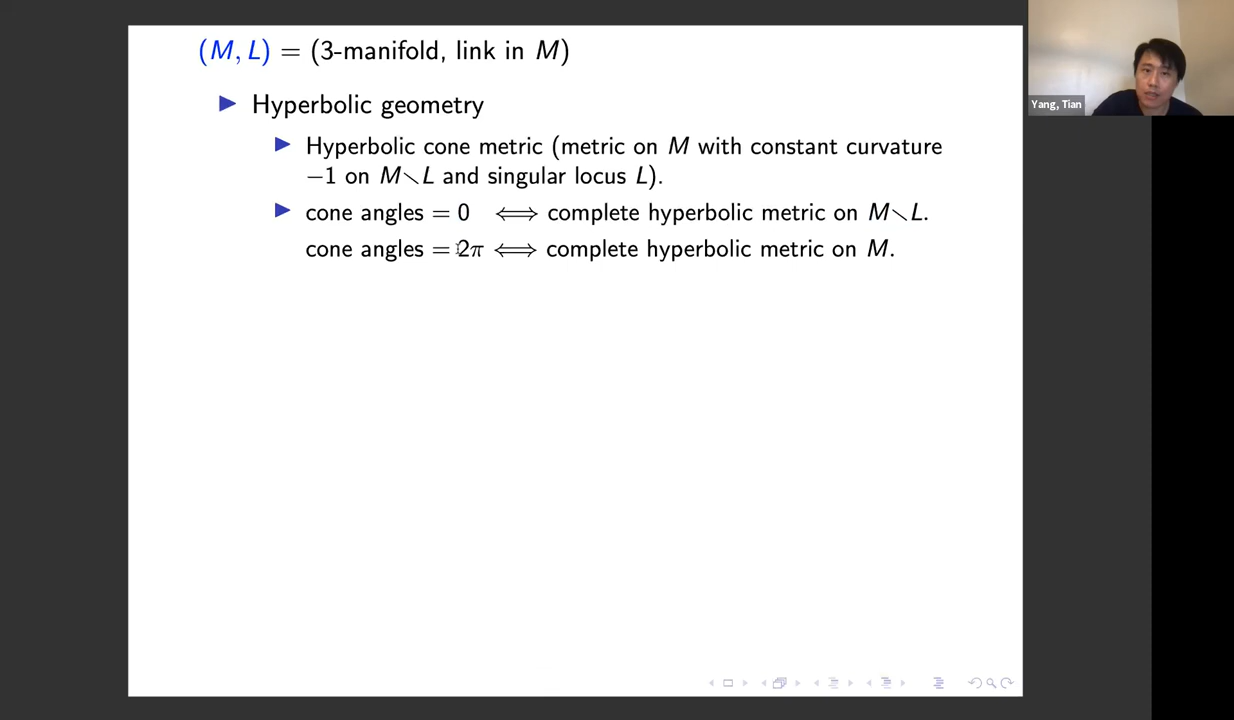 (M, L) = (3-manifold, link in M)
▶ Hyperbolic geometry
▶ Hyperbolic cone metric (metric on M with constant curvature
−1 on M∖L and singular locus L).
▶ cone angles = 0 ⟺ complete hyperbolic metric on M∖L.
cone angles = 2π ⟺ complete hyperbolic metric on M.
Yang, Tian